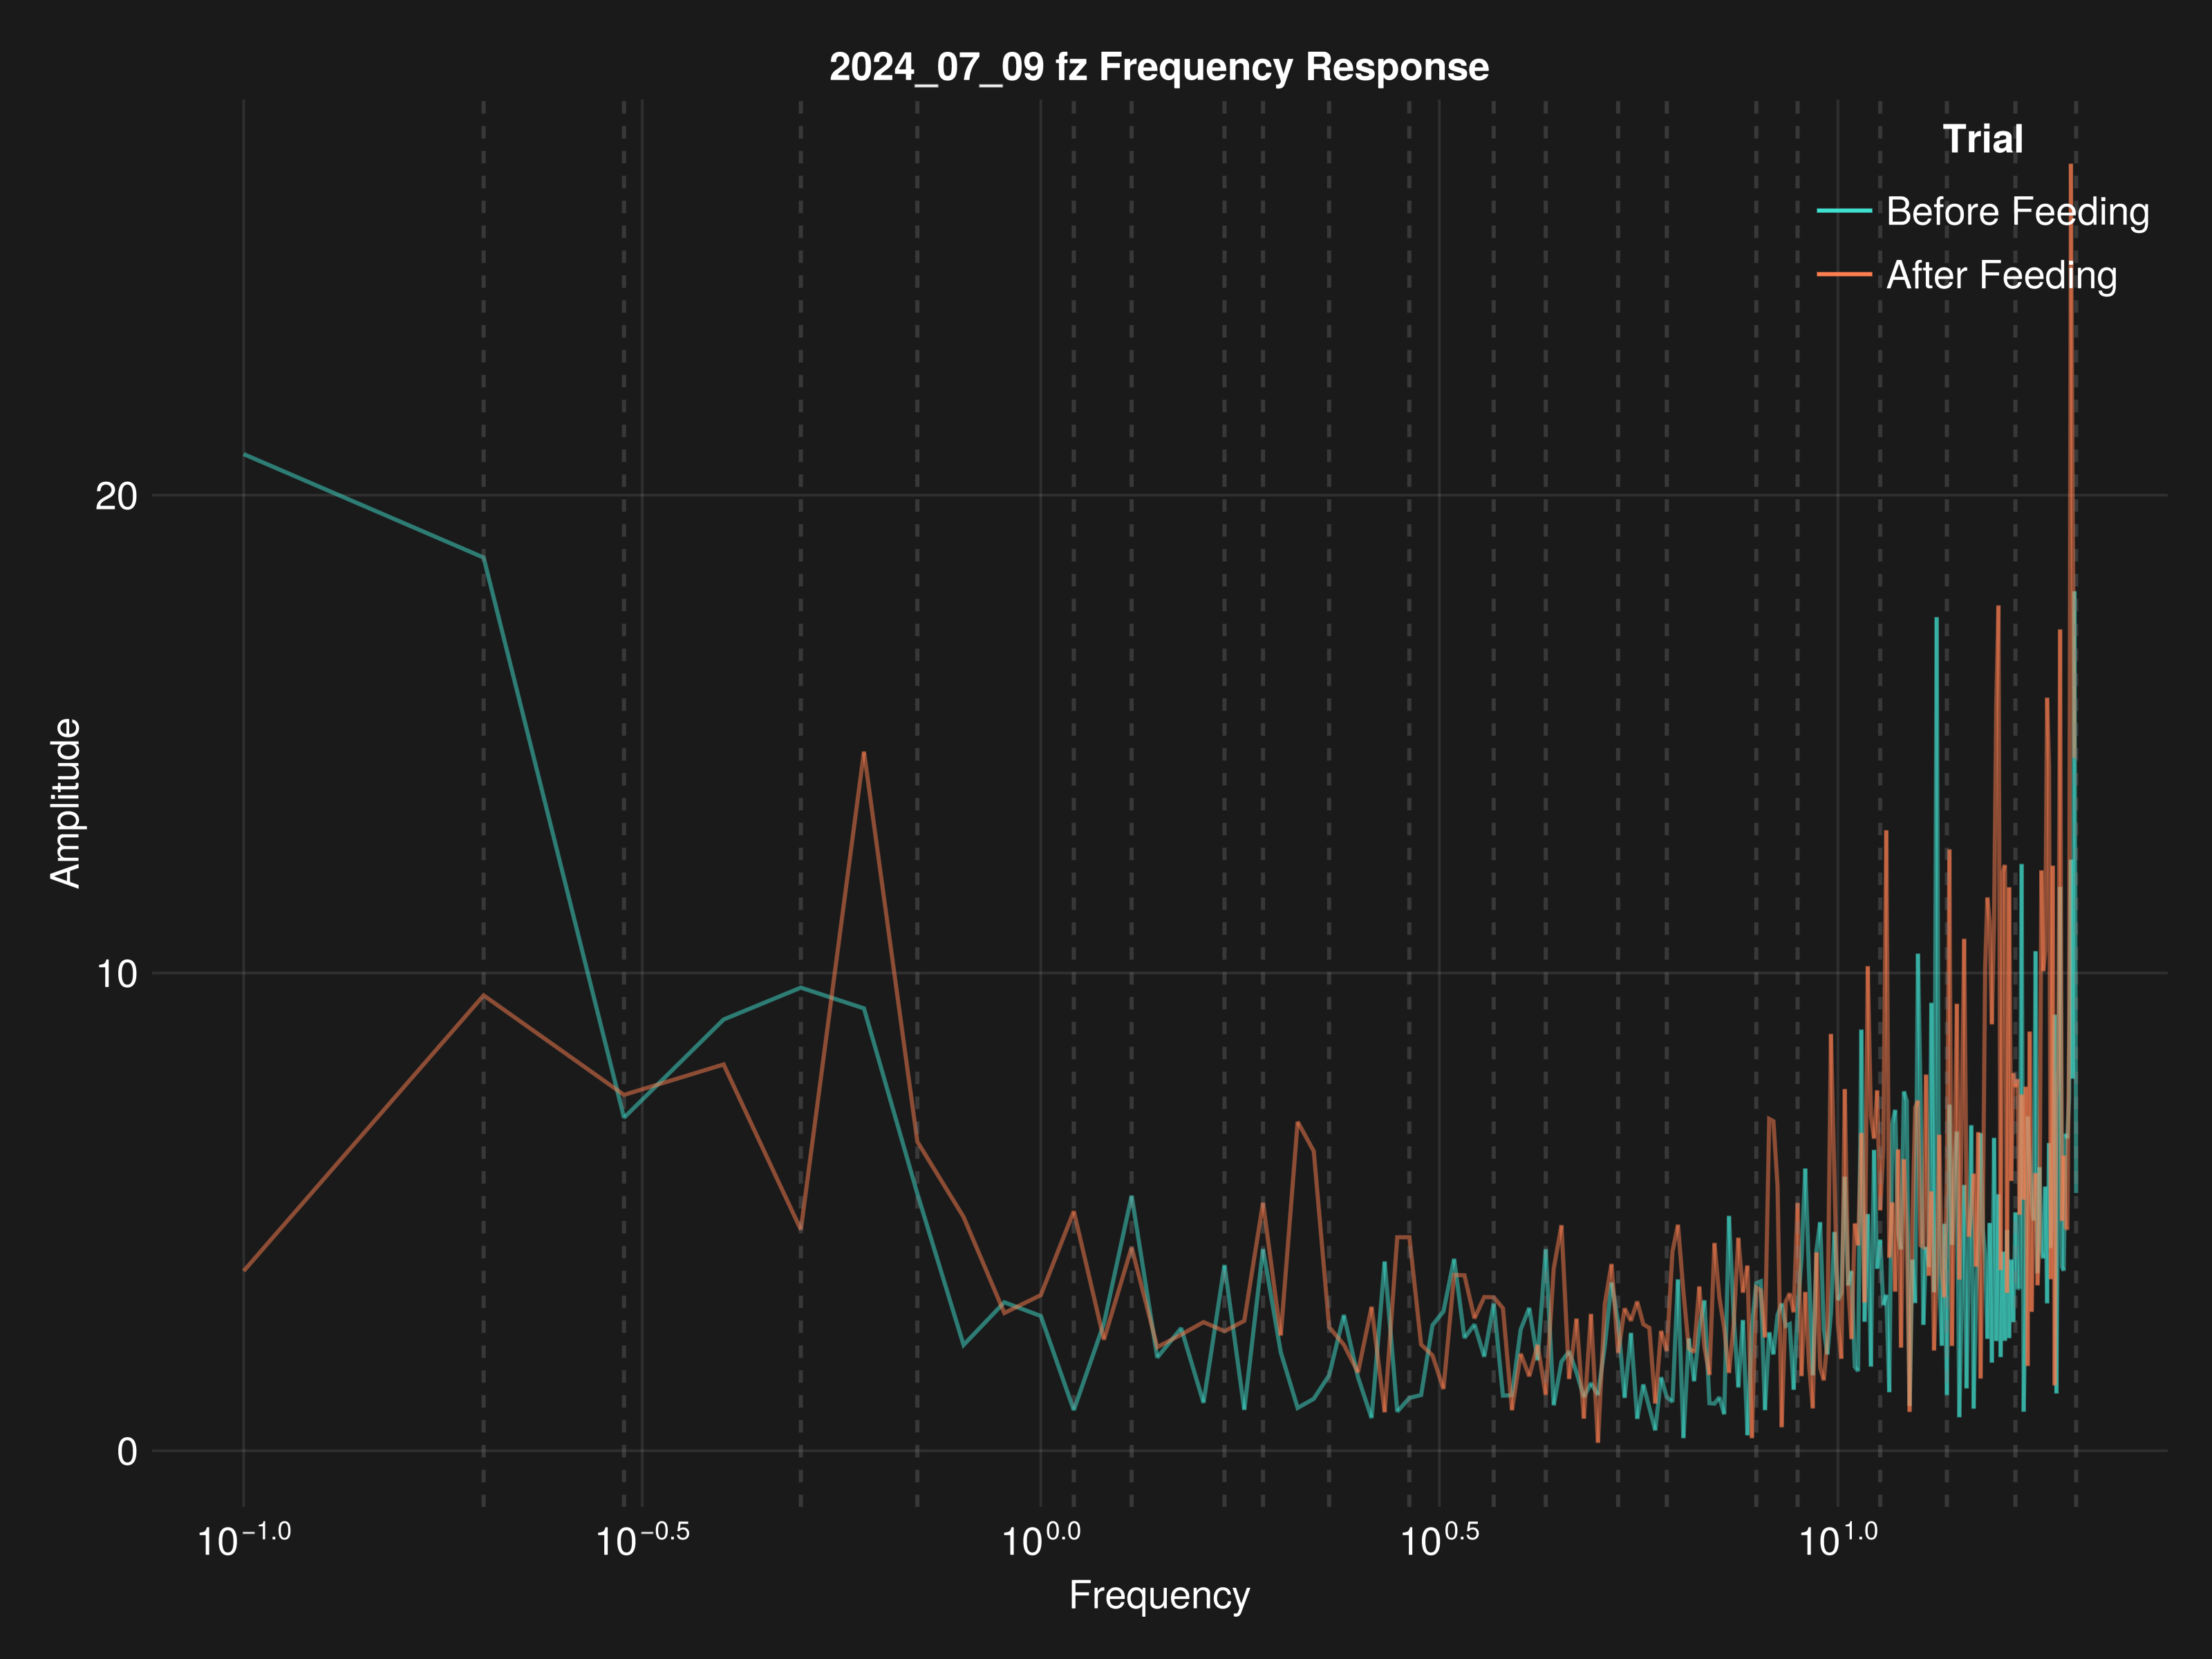 2024_07_09 fz Frequency Response
Trial
Before Feeding
After Feeding
Amplitude
20
10
0
10^−1.0
10^−0.5
10^0.0
10^0.5
10^1.0
Frequency